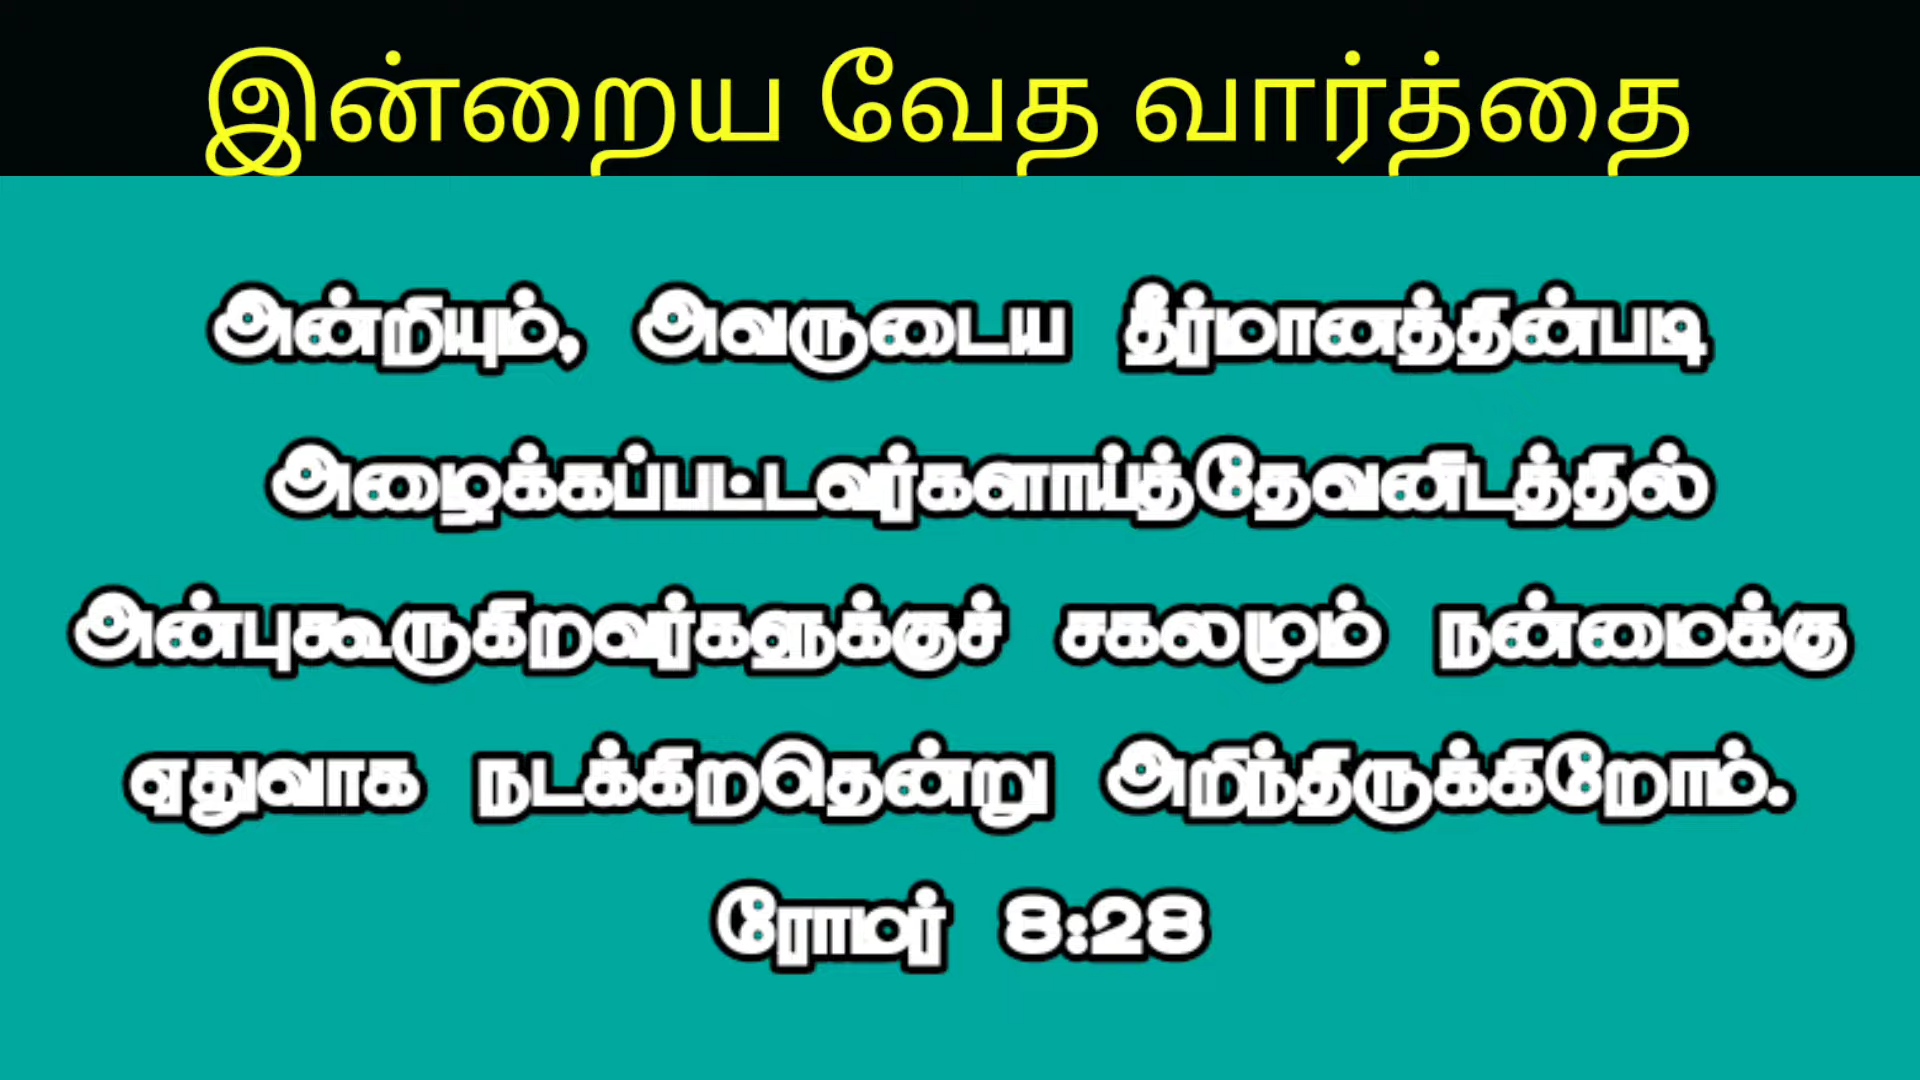 இன்றைய வேத வார்த்தை
அன்றியும், அவருடைய தீர்மானத்தின்படி
அழைக்கப்பட்டவர்களாய்த்தேவனிடத்தில்
அன்புகூருகிறவர்களுக்குச் சகலமும் நன்மைக்கு
ஏதுவாக நடக்கிறதென்று அறிந்திருக்கிறோம்.
ரோமர் 8:28